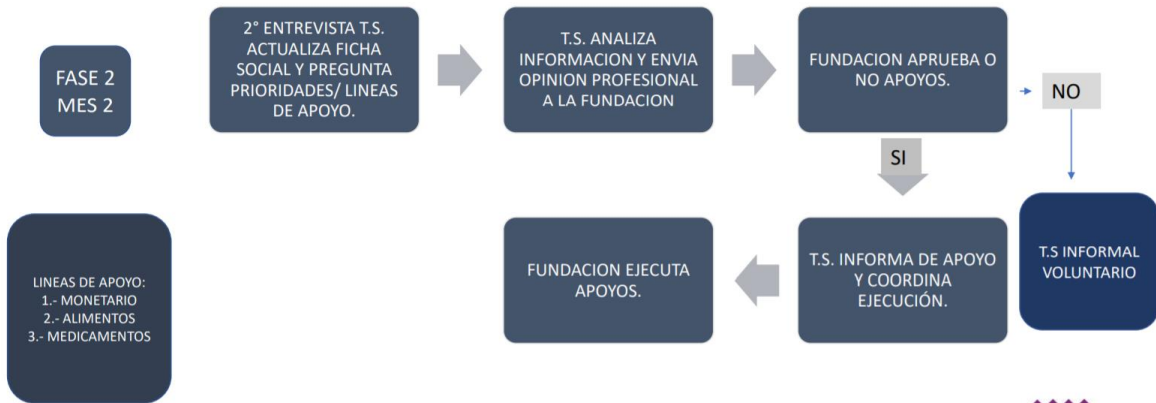 FASE 2
MES 2
2° ENTREVISTA T.S.
ACTUALIZA FICHA
SOCIAL Y PREGUNTA
PRIORIDADES/ LINEAS
DE APOYO.
T.S. ANALIZA
INFORMACION Y ENVIA
OPINION PROFESIONAL
A LA FUNDACION
FUNDACION APRUEBA O
NO APOYOS.
NO
SI
LINEAS DE APOYO:
1.- MONETARIO
2.- ALIMENTOS
3.- MEDICAMENTOS
FUNDACION EJECUTA
APOYOS.
T.S. INFORMA DE APOYO
Y COORDINA
EJECUCIÓN.
T.S INFORMAL
VOLUNTARIO